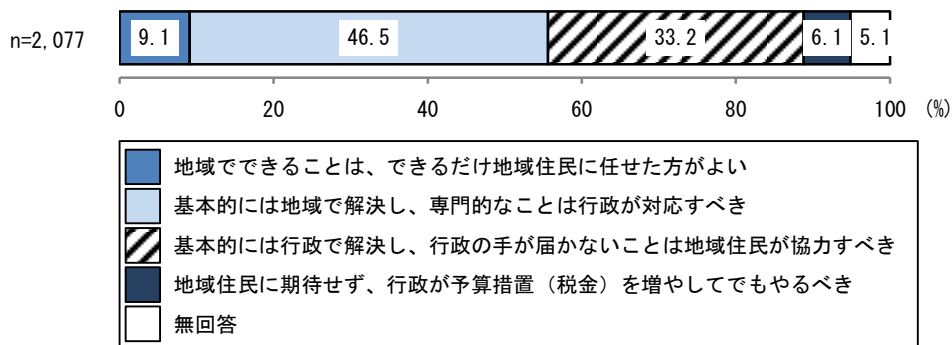 n=2,077 9.1 46.5 33.2 6.1 5.1
0 20 40 60 80 100 (%)
地域でできることは、できるだけ地域住民に任せた方がよい
基本的には地域で解決し、専門的なことは行政が対応すべき
基本的には行政で解決し、行政の手が届かないことは地域住民が協力すべき
地域住民に期待せず、行政が予算措置（税金）を増やしてでもやるべき
無回答